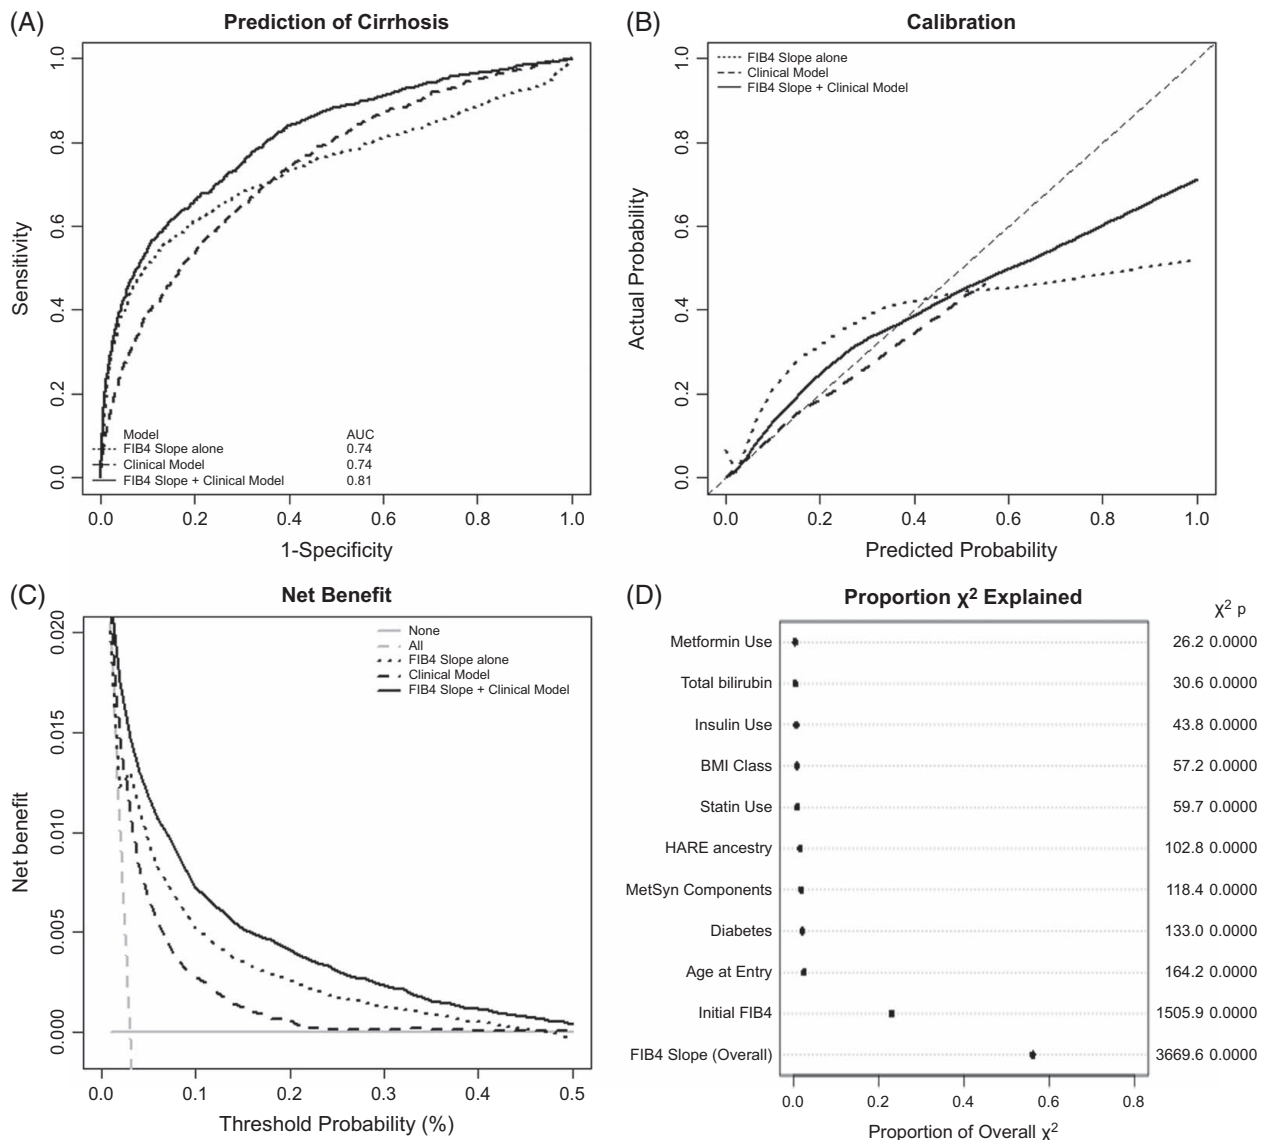 (A)
Prediction of Cirrhosis
Sensitivity
1.0
0.8
0.6
0.4
0.2
0.0
Model AUC
FIB4 Slope alone 0.74
Clinical Model 0.74
FIB4 Slope + Clinical Model 0.81
0.0 0.2 0.4 0.6 0.8 1.0
1-Specificity
(B)
Calibration
Actual Probability
1.0
0.8
0.6
0.4
0.2
0.0
FIB4 Slope alone
Clinical Model
FIB4 Slope + Clinical Model
0.0 0.2 0.4 0.6 0.8 1.0
Predicted Probability
(C)
Net Benefit
Net benefit
0.020
0.015
0.010
0.005
0.000
None
All
FIB4 Slope alone
Clinical Model
FIB4 Slope + Clinical Model
0.0 0.1 0.2 0.3 0.4 0.5
Threshold Probability (%)
(D)
Proportion χ² Explained
χ² p
Metformin Use 26.2 0.0000
Total bilirubin 30.6 0.0000
Insulin Use 43.8 0.0000
BMI Class 57.2 0.0000
Statin Use 59.7 0.0000
HARE ancestry 102.8 0.0000
MetSyn Components 118.4 0.0000
Diabetes 133.0 0.0000
Age at Entry 164.2 0.0000
Initial FIB4 1505.9 0.0000
FIB4 Slope (Overall) 3669.6 0.0000
0.0 0.2 0.4 0.6 0.8
Proportion of Overall χ²